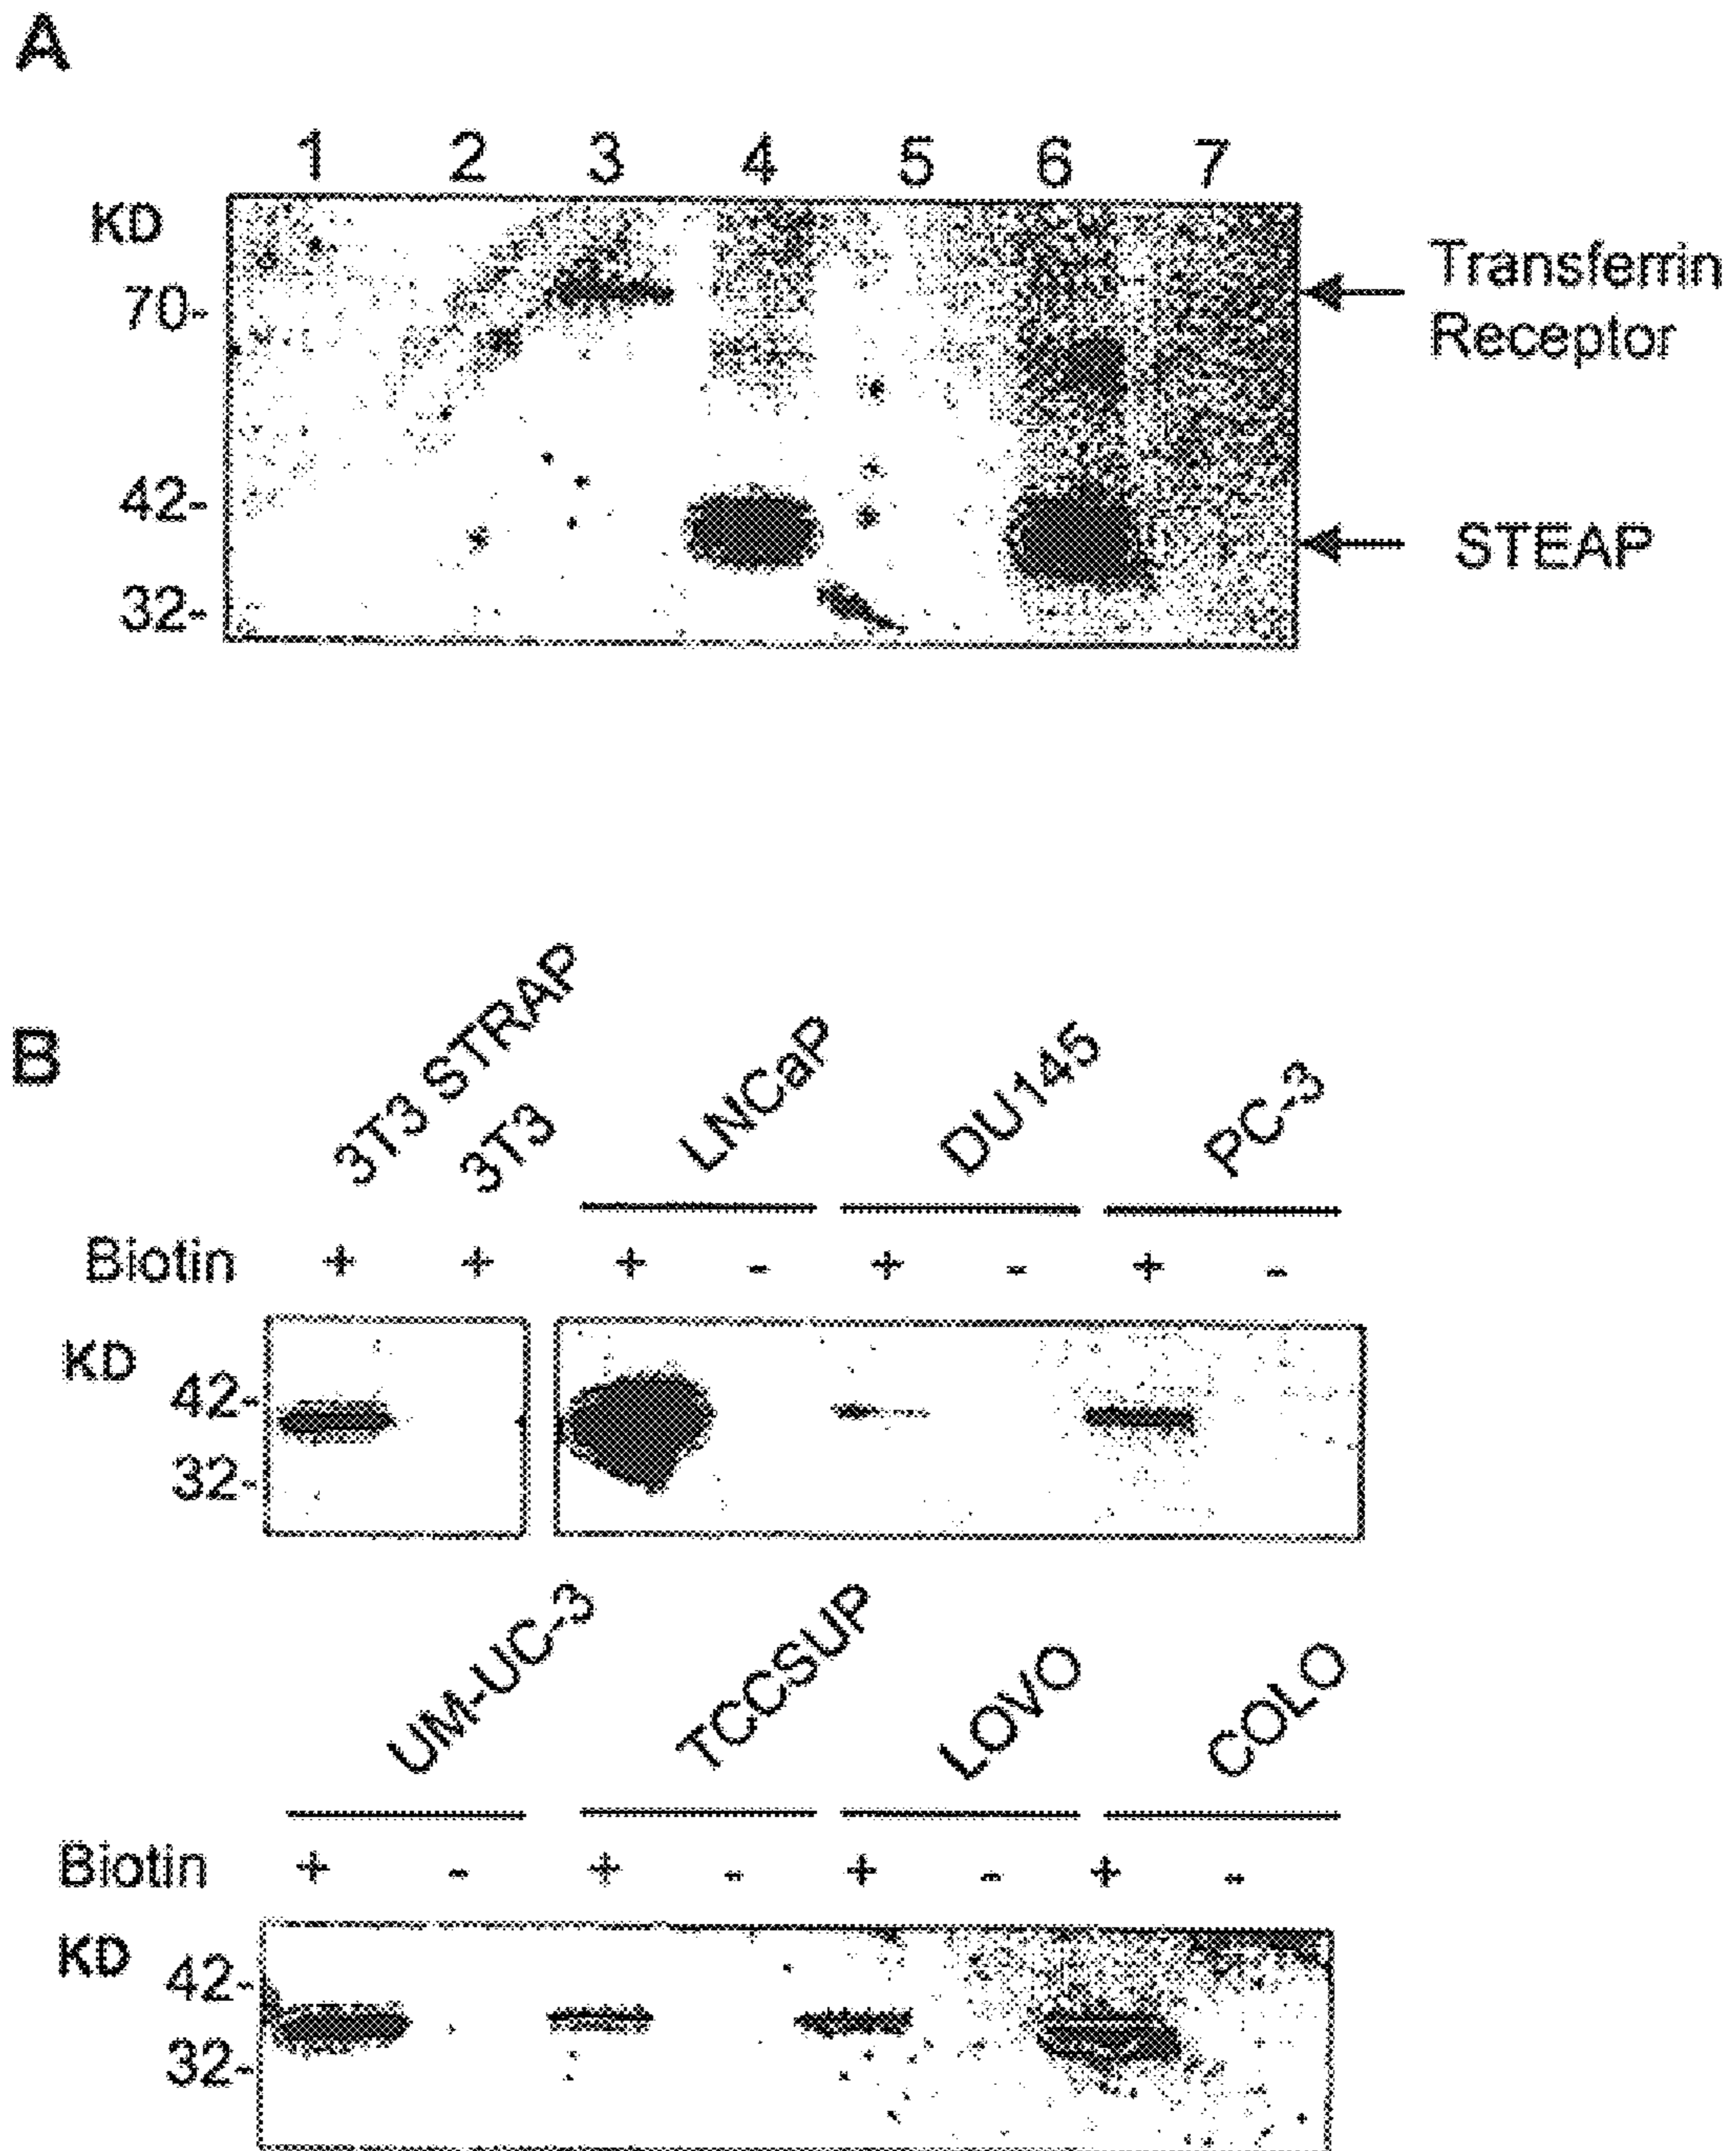 A
1 2 3 4 5 6 7
KD
70-
42-
32-
Transferrin
Receptor
STEAP
B
3T3 STRAP
3T3
LNCaP
DU145
PC-3
Biotin + + + - + - + -
KD
42-
32-
UM-UC-3
TCCSUP
LOVO
COLO
Biotin + - + - + - + -
KD
42-
32-